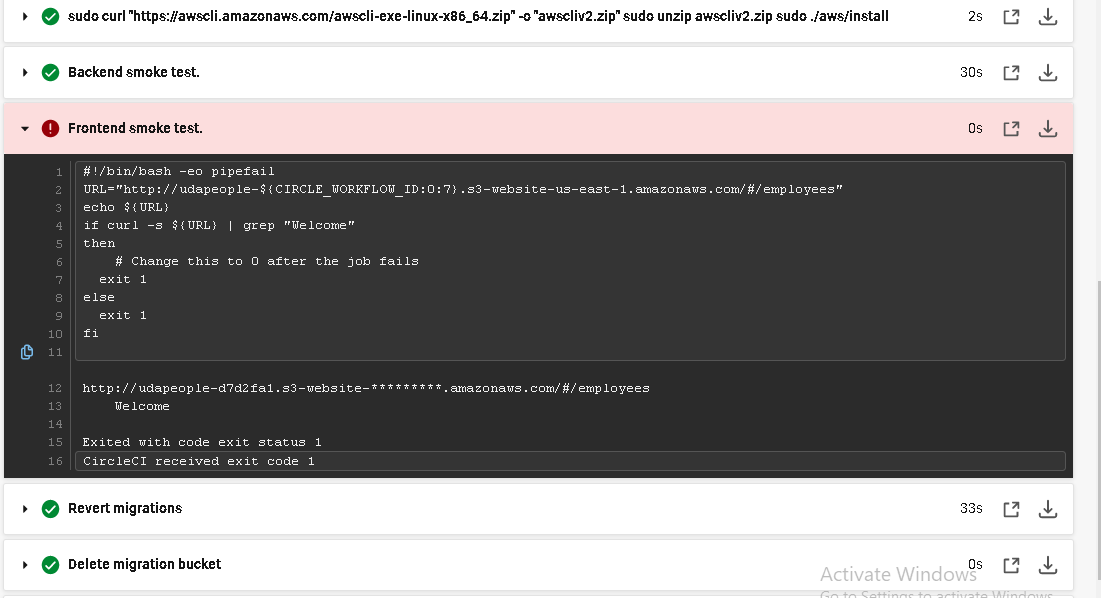 sudo curl "https://awscli.amazonaws.com/awscli-exe-linux-x86_64.zip" -o "awscliv2.zip" sudo unzip awscliv2.zip sudo ./aws/install 2s
Backend smoke test. 30s
Frontend smoke test. 0s
1 #!/bin/bash -eo pipefail
2 URL="http://udapeople-${CIRCLE_WORKFLOW_ID:0:7}.s3-website-us-east-1.amazonaws.com/#/employees"
3 echo ${URL}
4 if curl -s ${URL} | grep "Welcome"
5 then
6 # Change this to 0 after the job fails
7 exit 1
8 else
9 exit 1
10 fi
11
12 http://udapeople-d7d2fa1.s3-website-*********.amazonaws.com/#/employees
13 Welcome
14
15 Exited with code exit status 1
16 CircleCI received exit code 1
Revert migrations 33s
Delete migration bucket 0s
Activate Windows
Go to Settings to activate Windows.